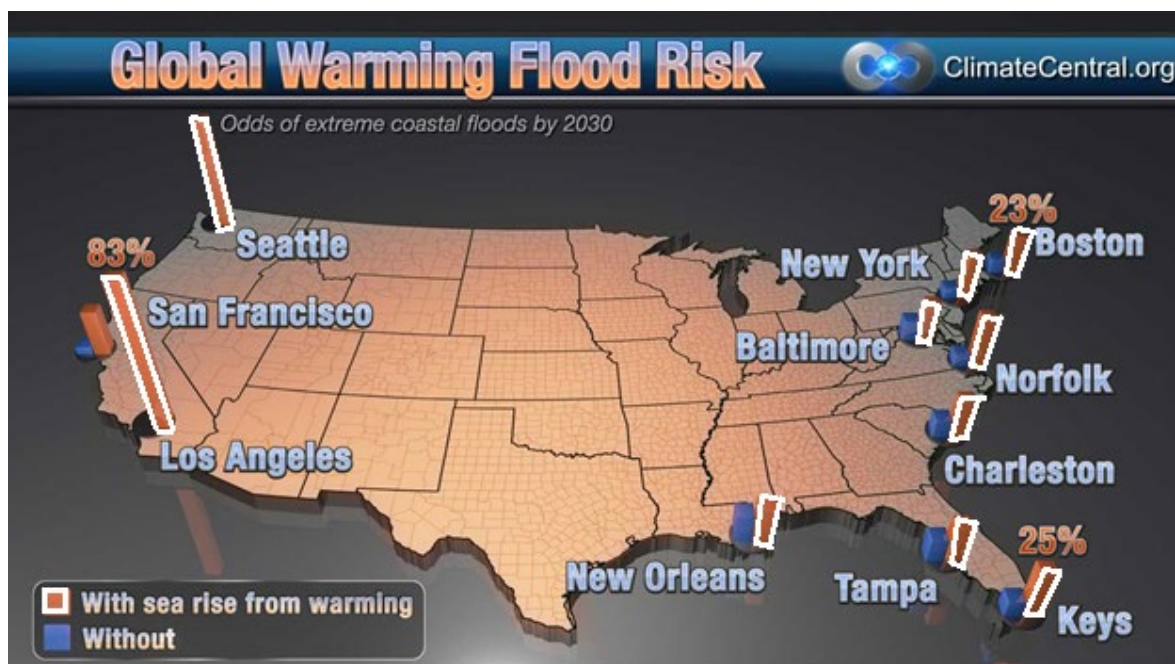 Global Warming Flood Risk
ClimateCentral.org
Odds of extreme coastal floods by 2030
23%
Boston
Seattle
New York
83%
San Francisco
Baltimore
Norfolk
Los Angeles
Charleston
25%
New Orleans
Tampa
Keys
With sea rise from warming
Without